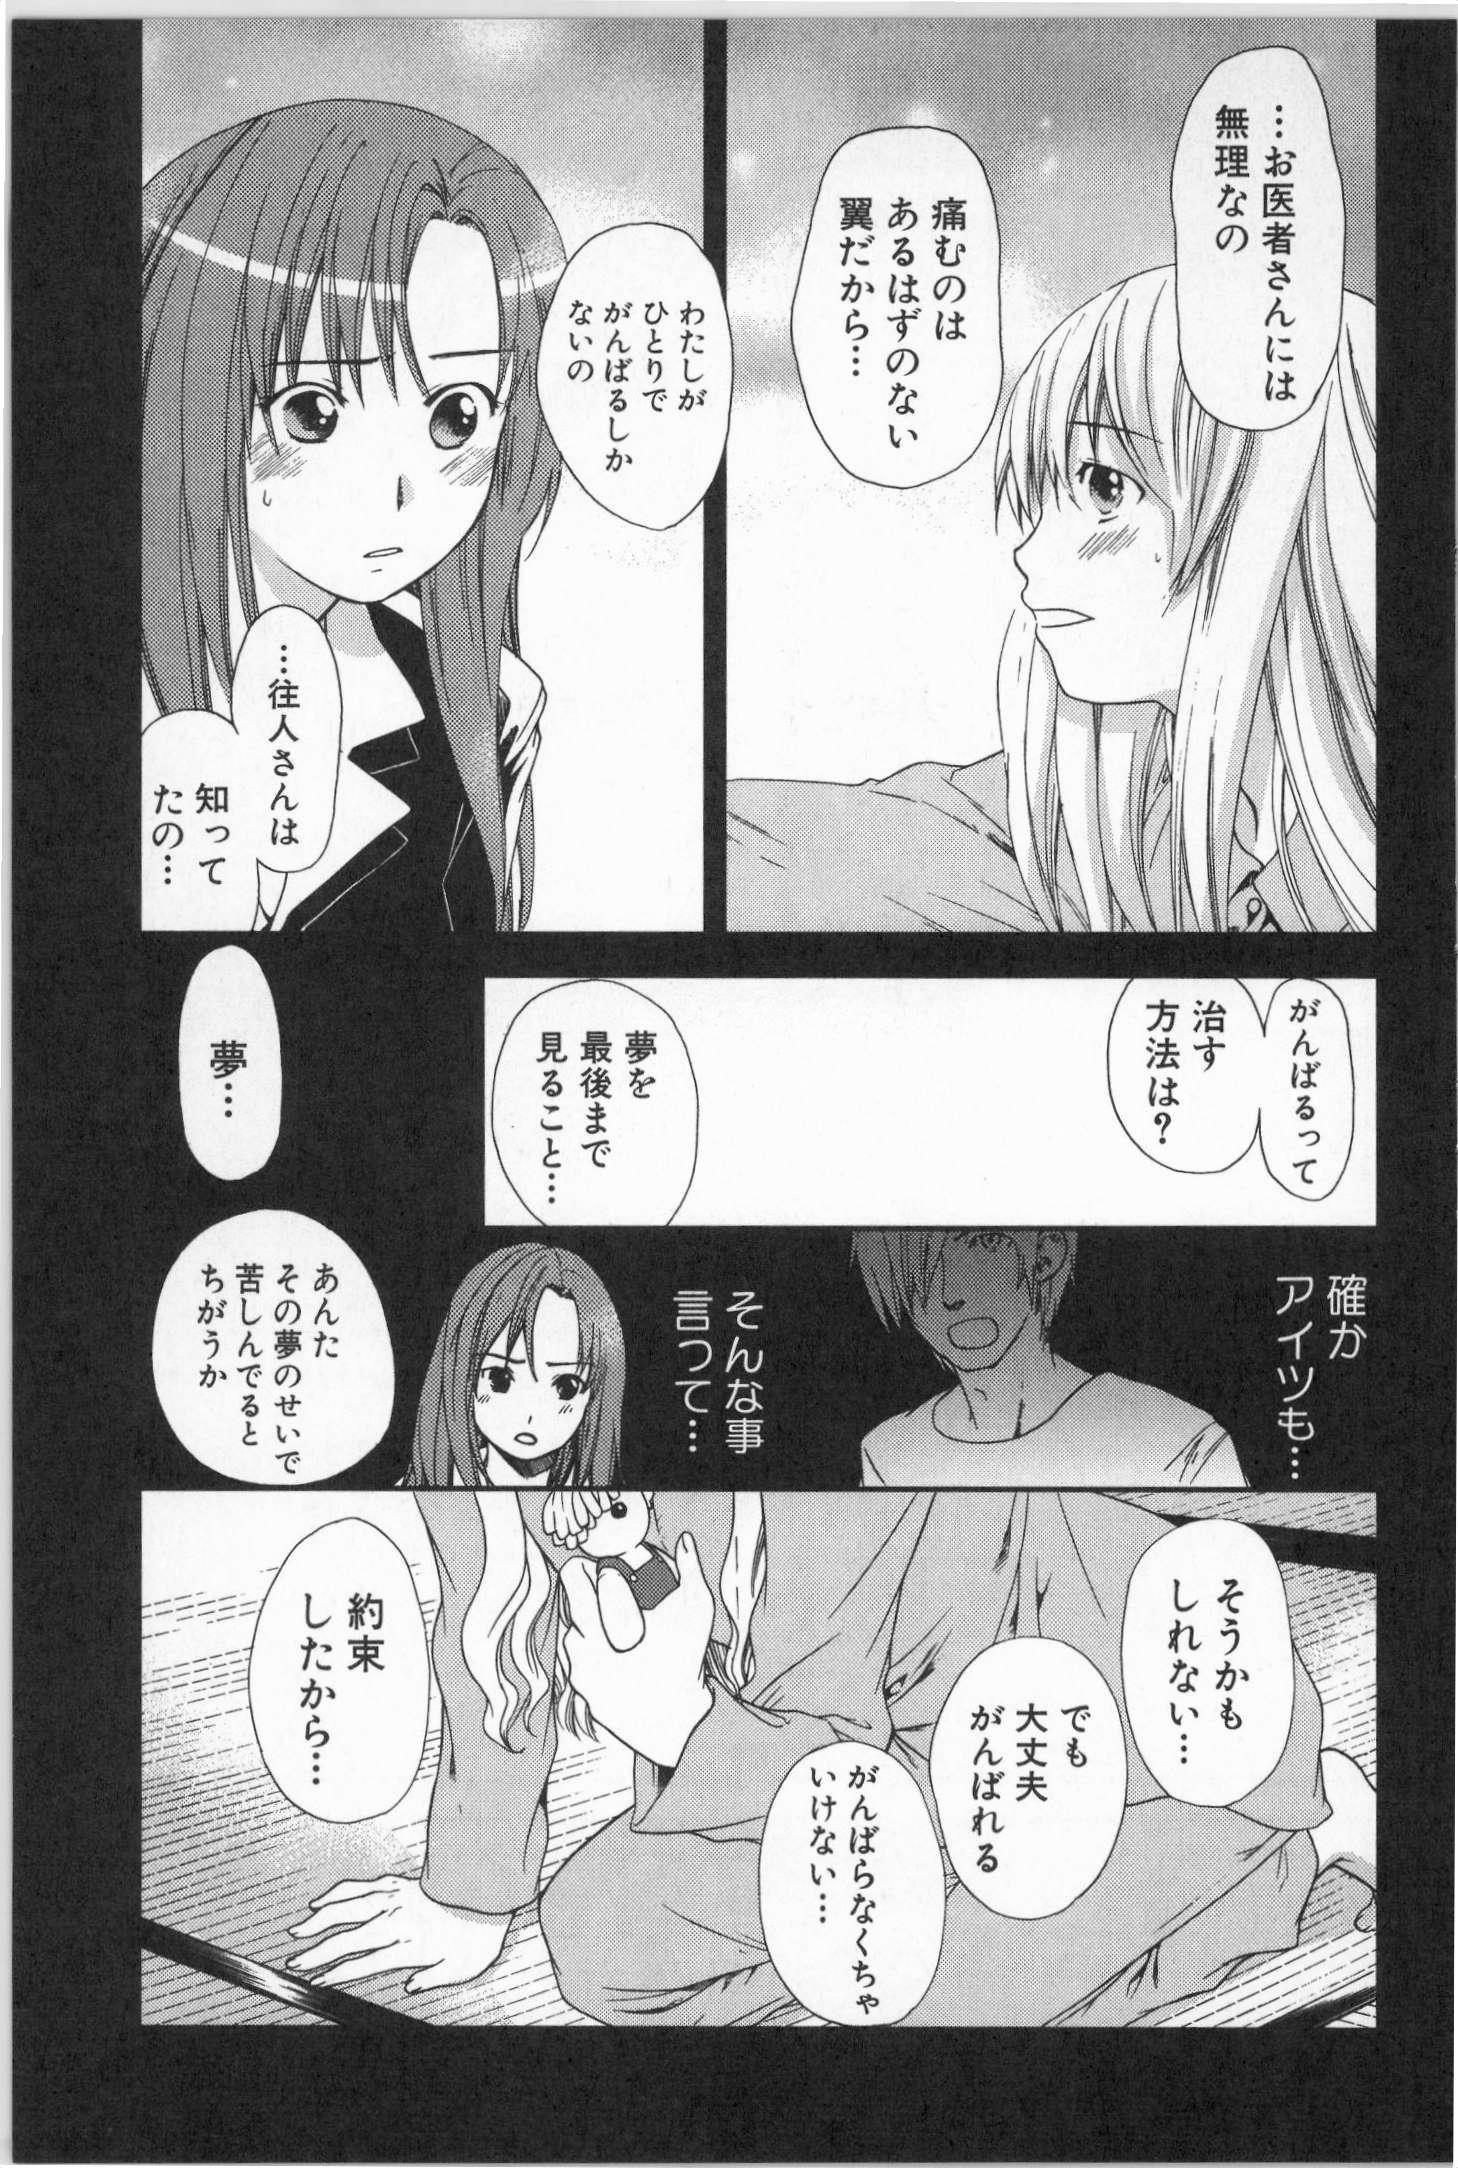 …お医者さんには
無理なの
痛むのは
あるはずのない
翼だから…
わたしが
ひとりで
がんばるしか
ないの
…往人さんは
知って
たの…
がんばるって
治す
方法は?
夢を
最後まで
見ること…
夢…
確か
アイツも…
そんな事
言って…
あんた
その夢のせいで
苦しんでるると
ちがうか
そうかも
しれない…
でも
大丈夫
がんばれる
がんばらなくちゃ
いけない…
約束
したから…